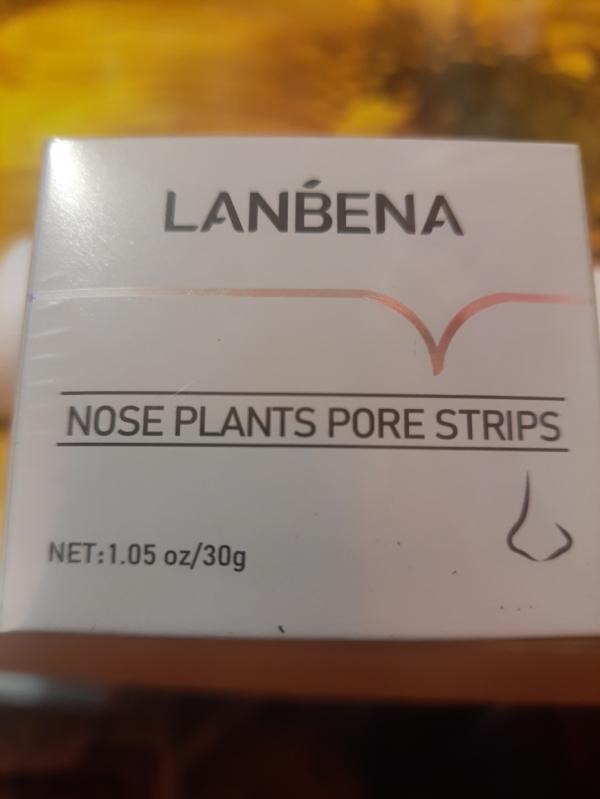 LANBENA
NOSE PLANTS PORE STRIPS
NET:1.05 oz/30g